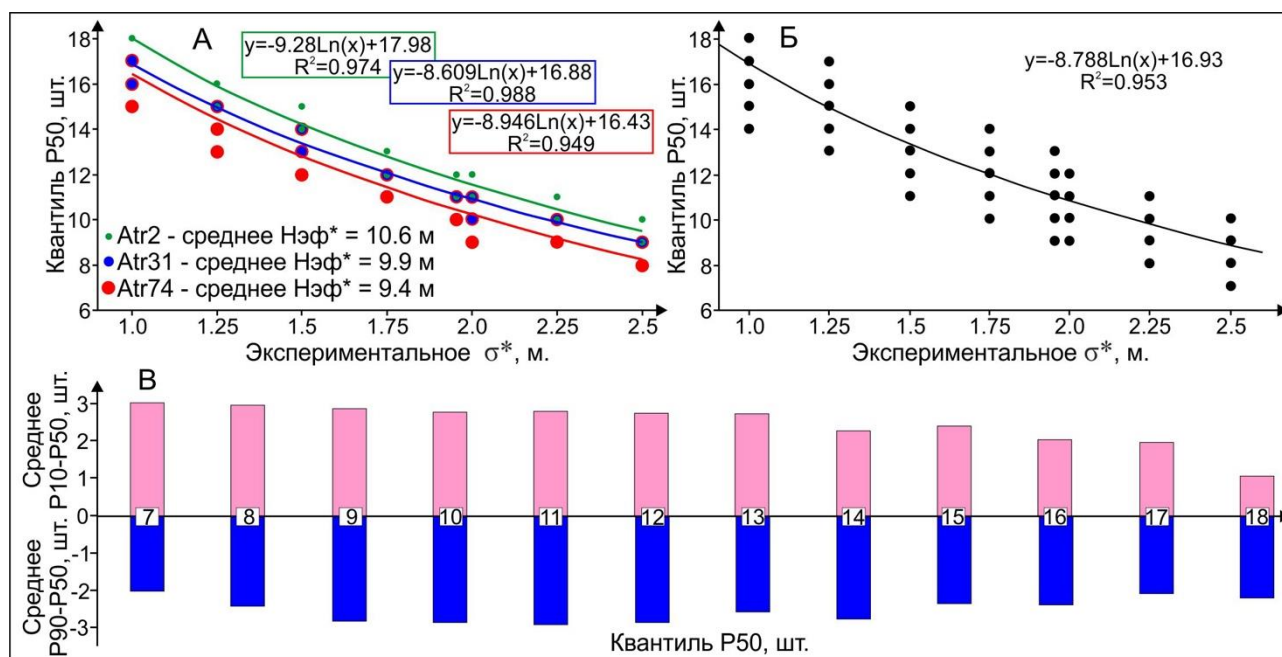 А
Квантиль P50, шт.
18
16
14
12
10
8
6
y=-9.28Ln(x)+17.98
R²=0.974
y=-8.609Ln(x)+16.88
R²=0.988
y=-8.946Ln(x)+16.43
R²=0.949
Atr2 - среднее Hэф* = 10.6 м
Atr31 - среднее Hэф* = 9.9 м
Atr74 - среднее Hэф* = 9.4 м
1.0 1.25 1.5 1.75 2.0 2.25 2.5
Экспериментальное σ*, м.
Б
Квантиль P50, шт.
18
16
14
12
10
8
6
y=-8.788Ln(x)+16.93
R²=0.953
1.0 1.25 1.5 1.75 2.0 2.25 2.5
Экспериментальное σ*, м.
В
Среднее
P10-P50, шт.
Среднее
P90-P50, шт.
3
2
1
0
-1
-2
-3
7 8 9 10 11 12 13 14 15 16 17 18
Квантиль P50, шт.